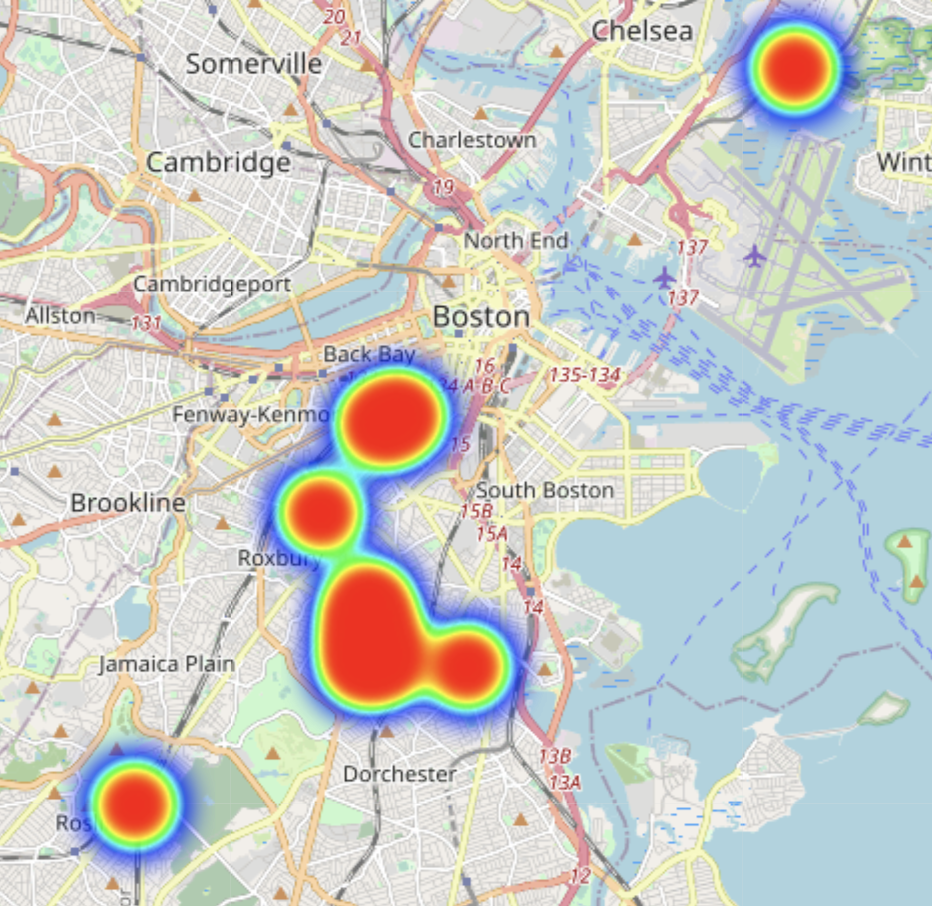 20
21
Chelsea
Somerville
Charlestown
Cambridge
Wint
19
North End
137
Cambridgeport
137
Allston
131
Boston
Back Bay
16
24 A-B-C
135-134
Fenway-Kenmo
15
Brookline
South Boston
15B
15A
Roxbury
14
14
Jamaica Plain
13B
Dorchester
13A
Ros
12